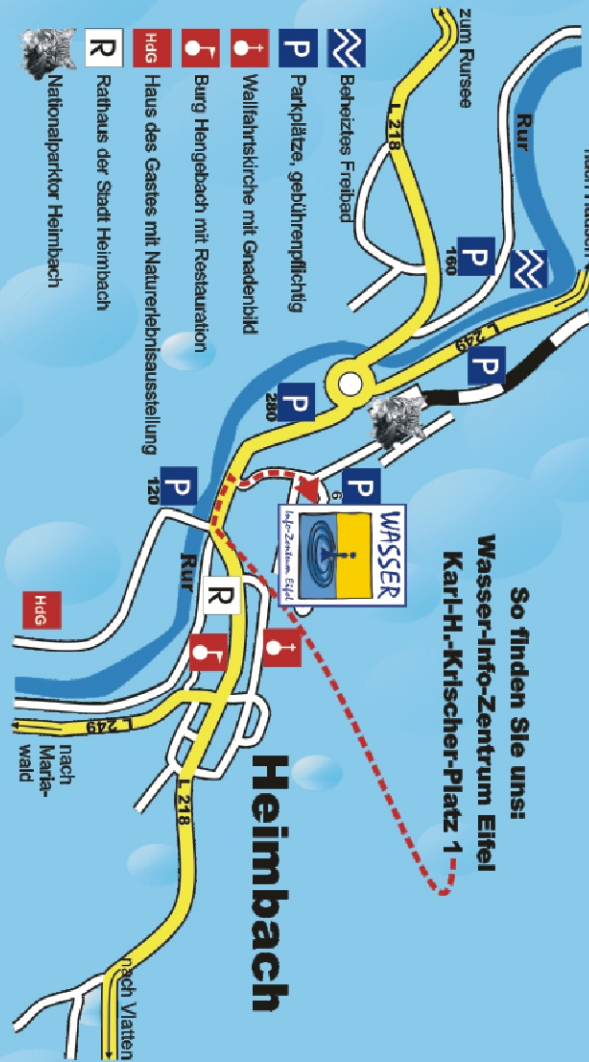 So finden Sie uns:
Wasser-Info-Zentrum Eifel
Karl-H.-Krischer-Platz 1
WASSER
Info-Zentrum Eifel
Heimbach
zum Rursee
L 218
Rur
160
P
L 249
P
P
280
P
6
P
120
Rur
R
HdG
L 249
nach
Maria-
wald
L 218
nach Vlatten
Beheiztes Freibad
P Parkplätze, gebührenpflichtig
Wallfahrtskirche mit Gnadenbild
Burg Hengebach mit Restauration
HdG Haus des Gastes mit Naturerlebnisausstellung
R Rathaus der Stadt Heimbach
Nationalparktor Heimbach